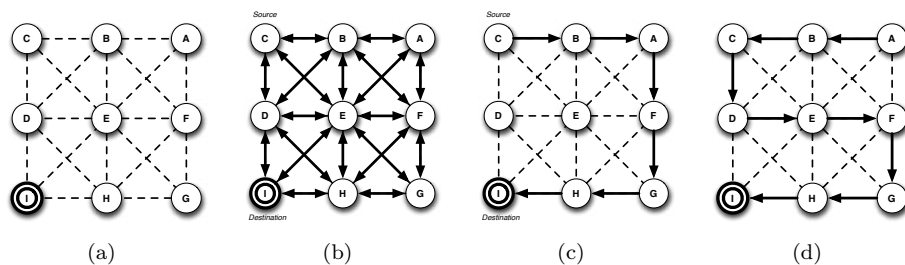 Source
Source
C B A
C B A
C B A
C B A
D E F
D E F
D E F
D E F
I H G
I H G
I H G
I H G
Destination
Destination
(a)
(b)
(c)
(d)